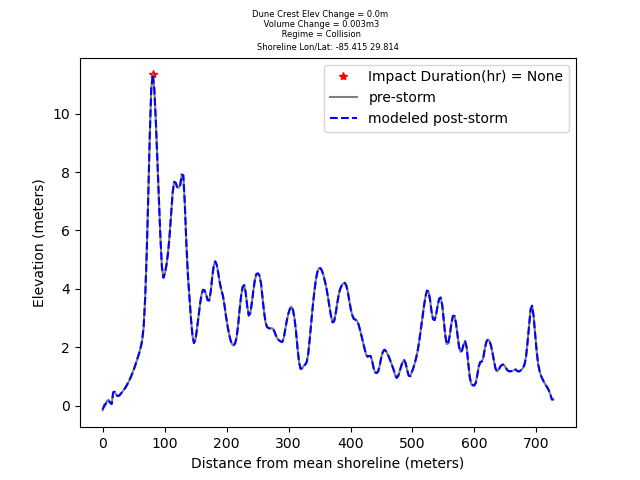 Dune Crest Elev Change = 0.0m
Volume Change = 0.003m3
Regime = Collision
Shoreline Lon/Lat: -85.415 29.814
Impact Duration(hr) = None
pre-storm
modeled post-storm
Elevation (meters)
10
8
6
4
2
0
0 100 200 300 400 500 600 700
Distance from mean shoreline (meters)